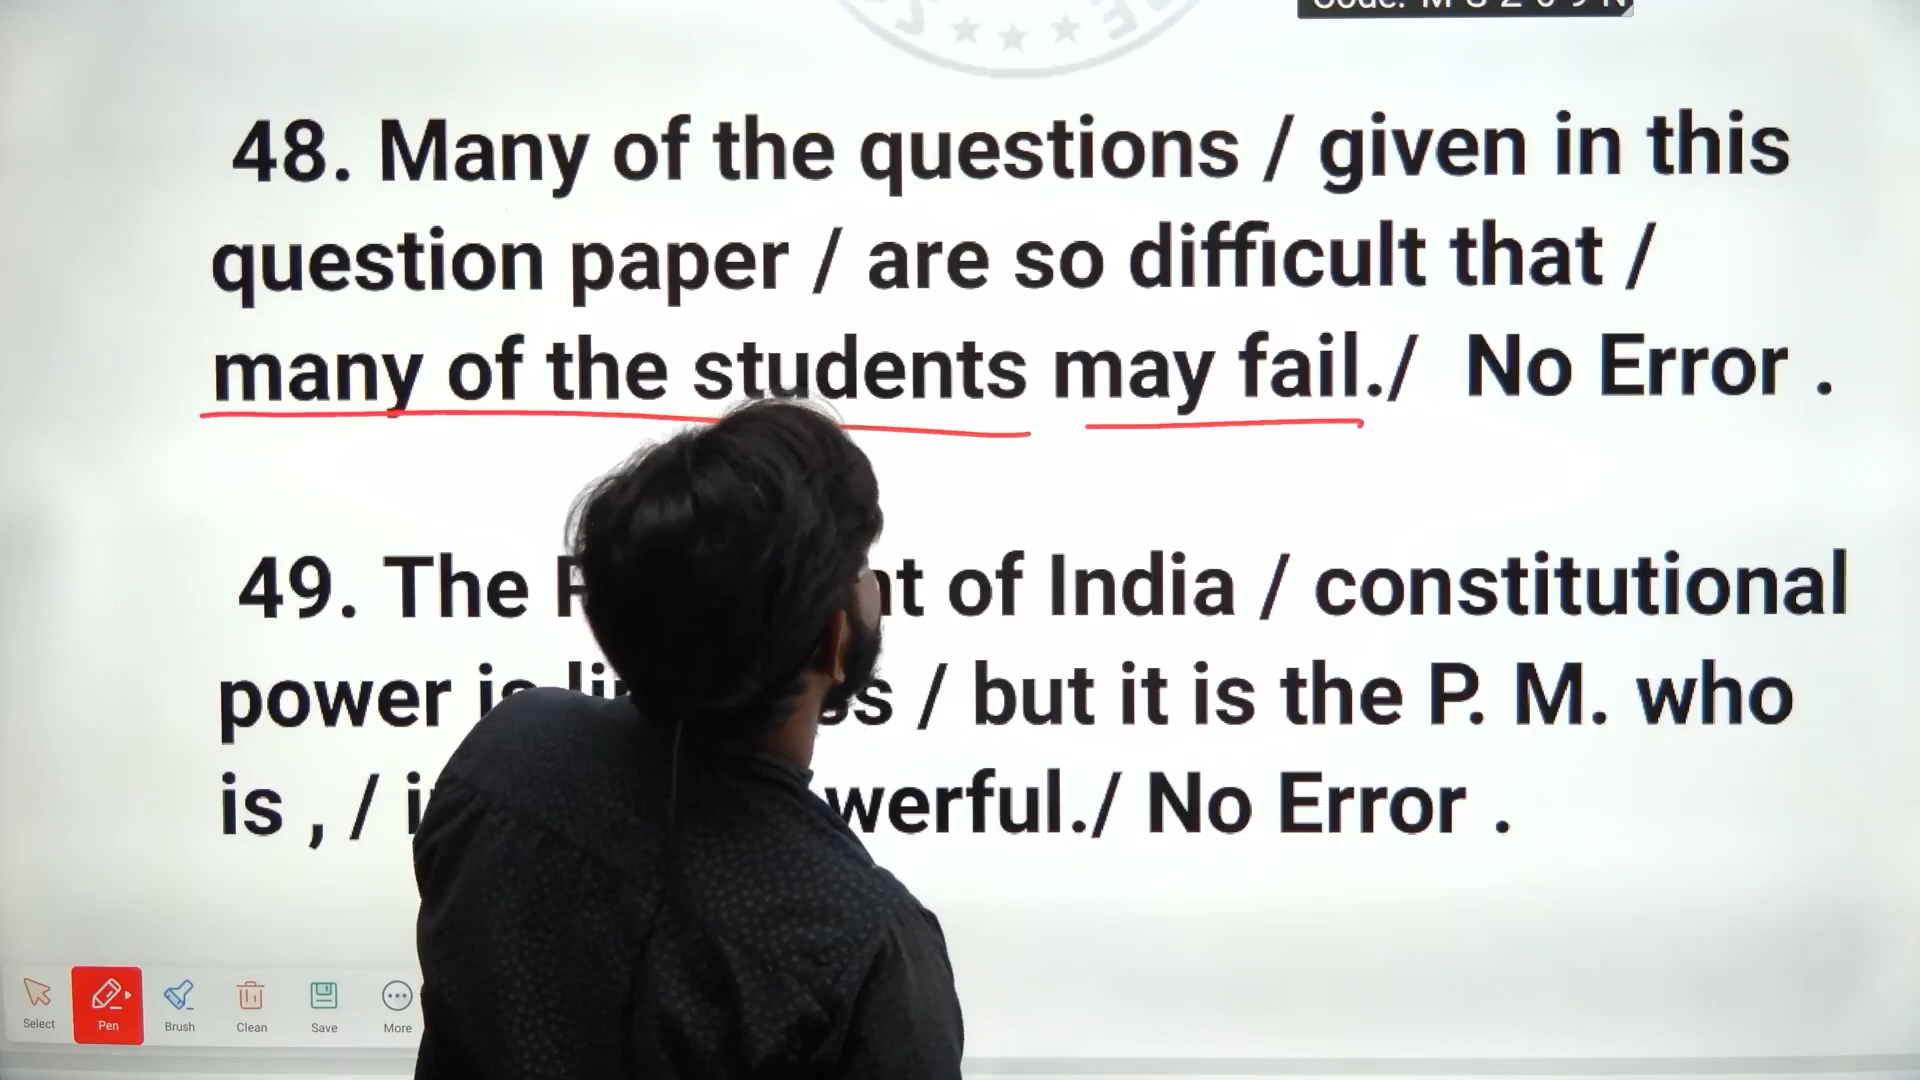 Code: M
48. Many of the questions / given in this
question paper / are so difficult that /
many of the students may fail./ No Error .
49. The of India / constitutional
power / but it is the P. M. who
is , / No Error .
Select Pen Brush Clean Save More